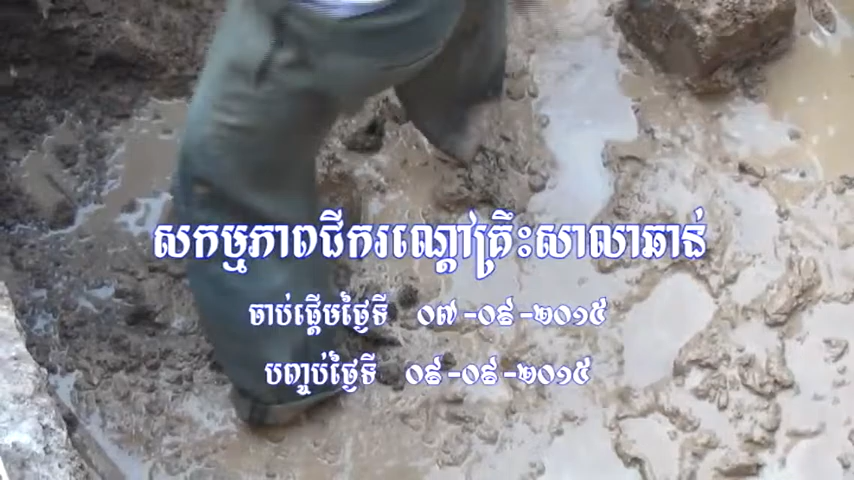 សកម្មភាពជីករណ្តៅគ្រឹះសាលាឆាន់
ចាប់ផ្តើមថ្ងៃទី ០៧-០៩-២០១៥
បញ្ចប់ថ្ងៃទី ០៩-០៩-២០១៥